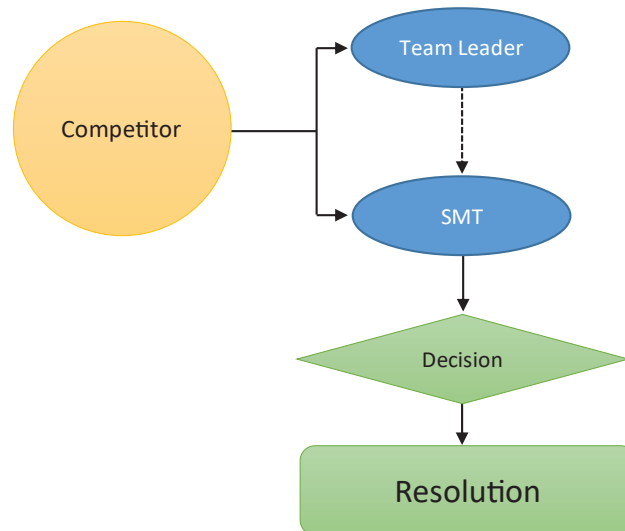 Team Leader
Competitor
SMT
Decision
Resolution